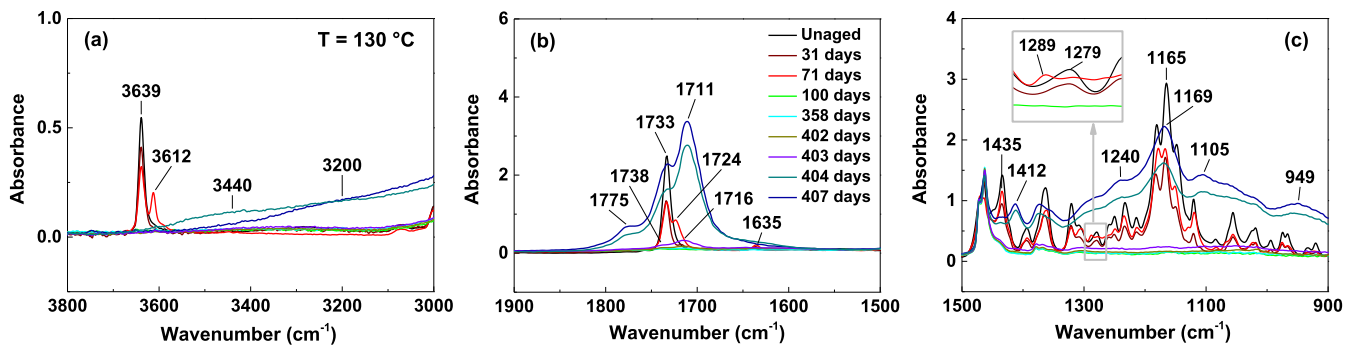 (a)
T = 130 °C
3639
3612
3440
3200
1.0
0.5
0.0
3800
3600
3400
3200
3000
Absorbance
Wavenumber (cm-1)
(b)
1711
1733
1724
1738
1775
1716
1635
Unaged
31 days
71 days
100 days
358 days
402 days
403 days
404 days
407 days
6
4
2
0
1900
1800
1700
1600
1500
Absorbance
Wavenumber (cm-1)
(c)
1289
1279
1165
1169
1435
1412
1240
1105
949
4
3
2
1
0
1500
1300
1100
900
Absorbance
Wavenumber (cm-1)